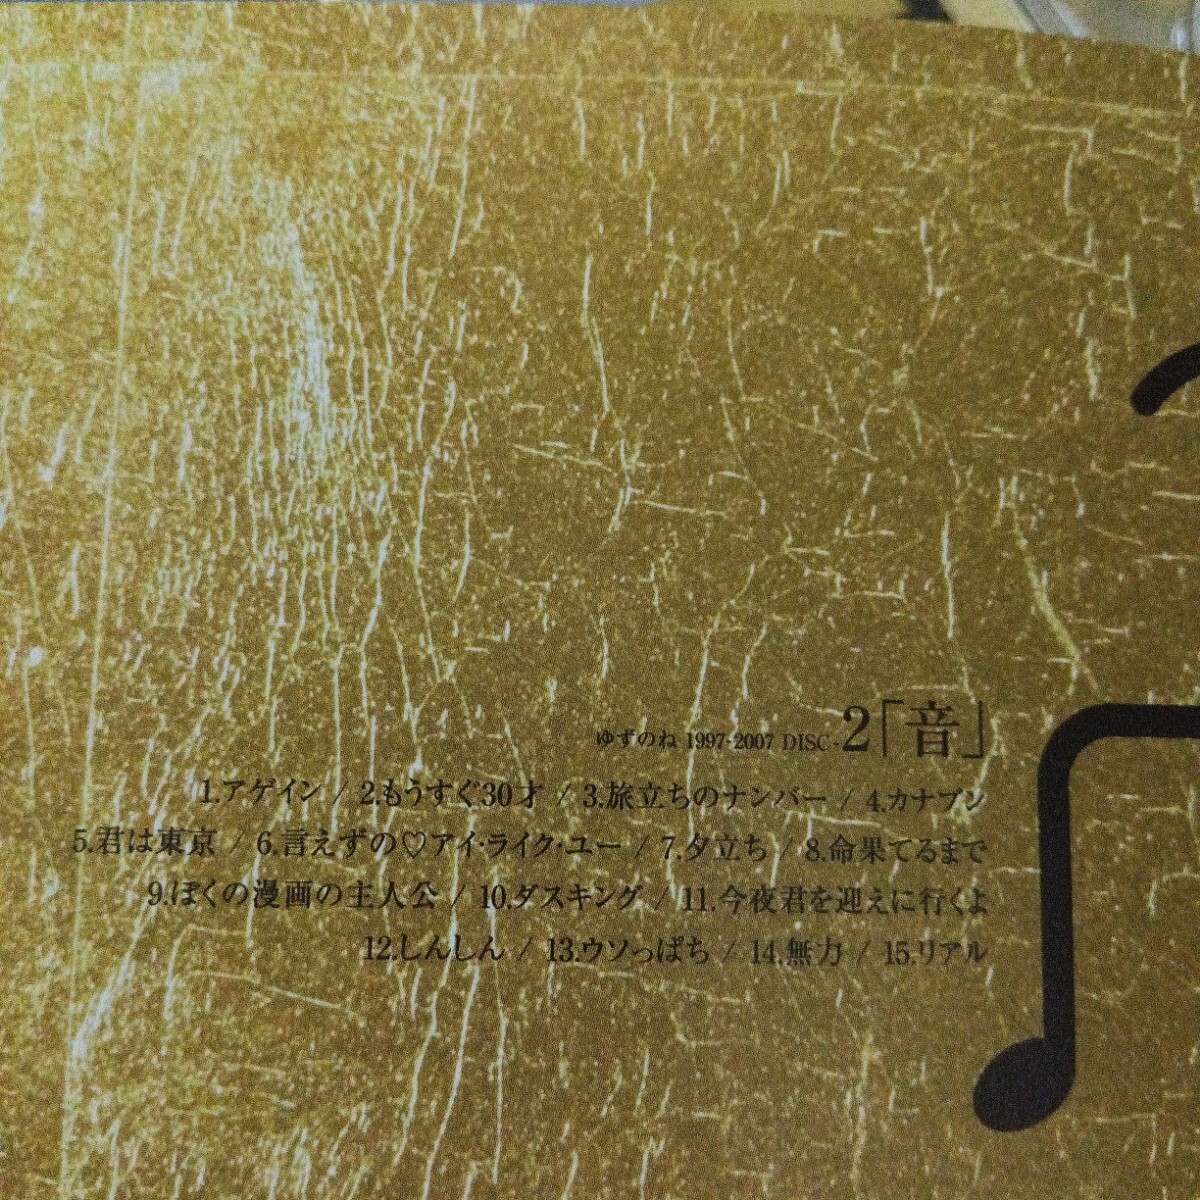 ゆずのね 1997-2007 DISC-2「音」
1.アゲイン / 2.もうすぐ30才 / 3.旅立ちのナンバー / 4.カナブン
5.君は東京 / 6.言えずの♡アイ・ライク・ユー / 7.夕立ち / 8.命果てるまで
9.ぼくの漫画の主人公 / 10.ダスキング / 11.今夜君を迎えに行くよ
12.しんしん / 13.ウソっぱち / 14.無力 / 15.リアル